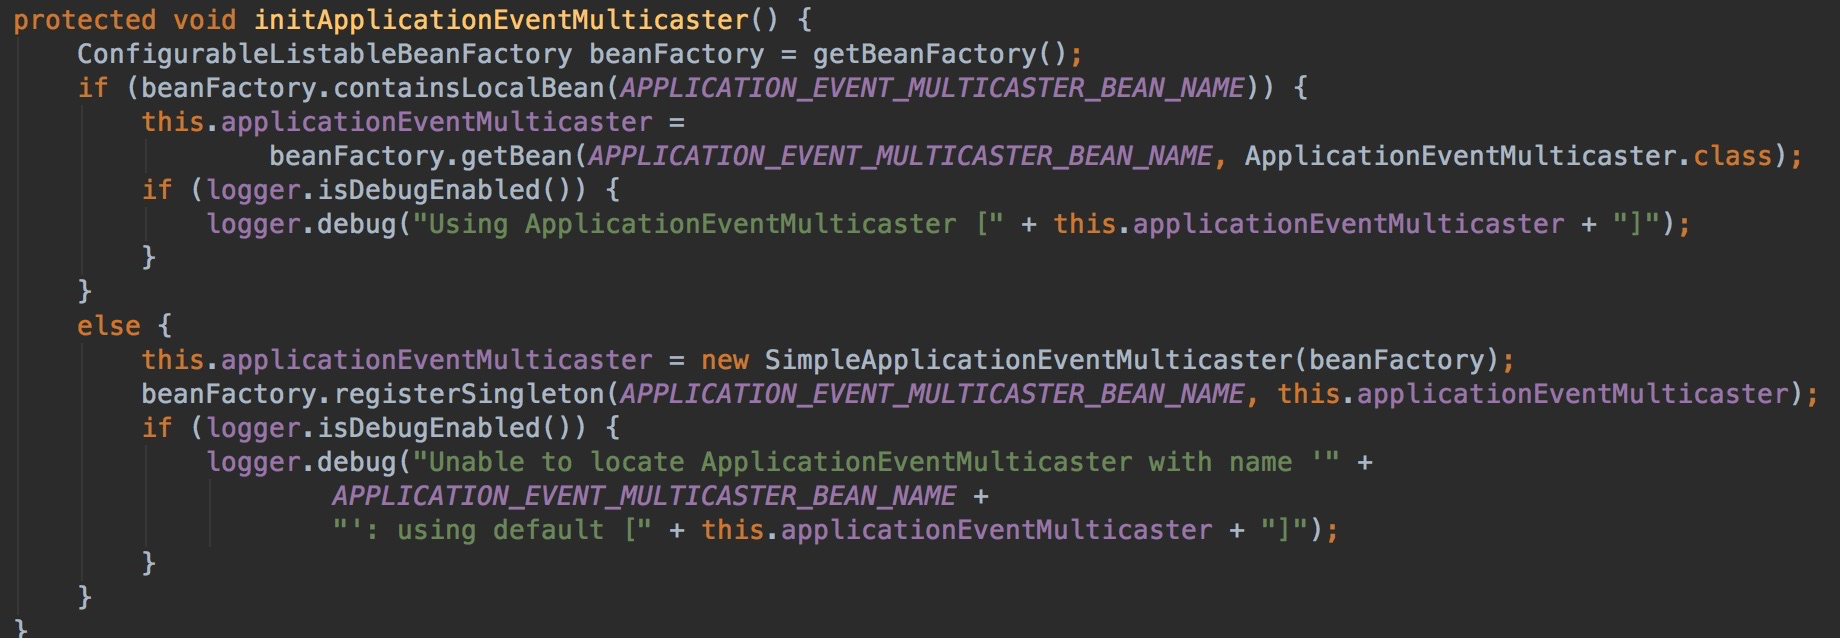 protected void initApplicationEventMulticaster() {
    ConfigurableListableBeanFactory beanFactory = getBeanFactory();
    if (beanFactory.containsLocalBean(APPLICATION_EVENT_MULTICASTER_BEAN_NAME)) {
        this.applicationEventMulticaster =
                beanFactory.getBean(APPLICATION_EVENT_MULTICASTER_BEAN_NAME, ApplicationEventMulticaster.class);
        if (logger.isDebugEnabled()) {
            logger.debug("Using ApplicationEventMulticaster [" + this.applicationEventMulticaster + "]");
        }
    }
    else {
        this.applicationEventMulticaster = new SimpleApplicationEventMulticaster(beanFactory);
        beanFactory.registerSingleton(APPLICATION_EVENT_MULTICASTER_BEAN_NAME, this.applicationEventMulticaster);
        if (logger.isDebugEnabled()) {
            logger.debug("Unable to locate ApplicationEventMulticaster with name '" +
                    APPLICATION_EVENT_MULTICASTER_BEAN_NAME +
                    "': using default [" + this.applicationEventMulticaster + "]");
        }
    }
}